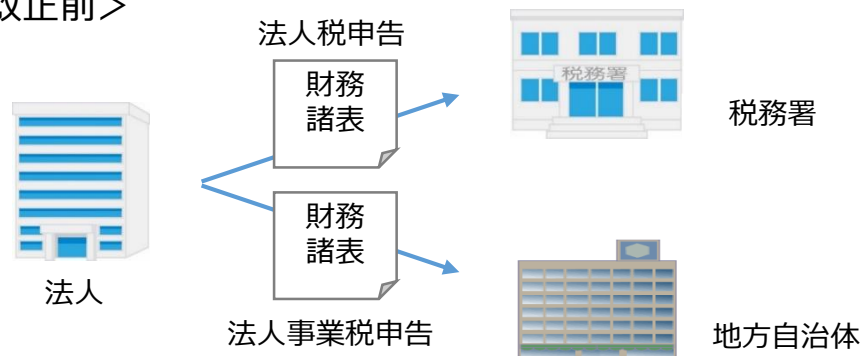 改正前＞
法人税申告
財務
諸表
税務署
税務署
財務
諸表
法人
法人事業税申告
地方自治体